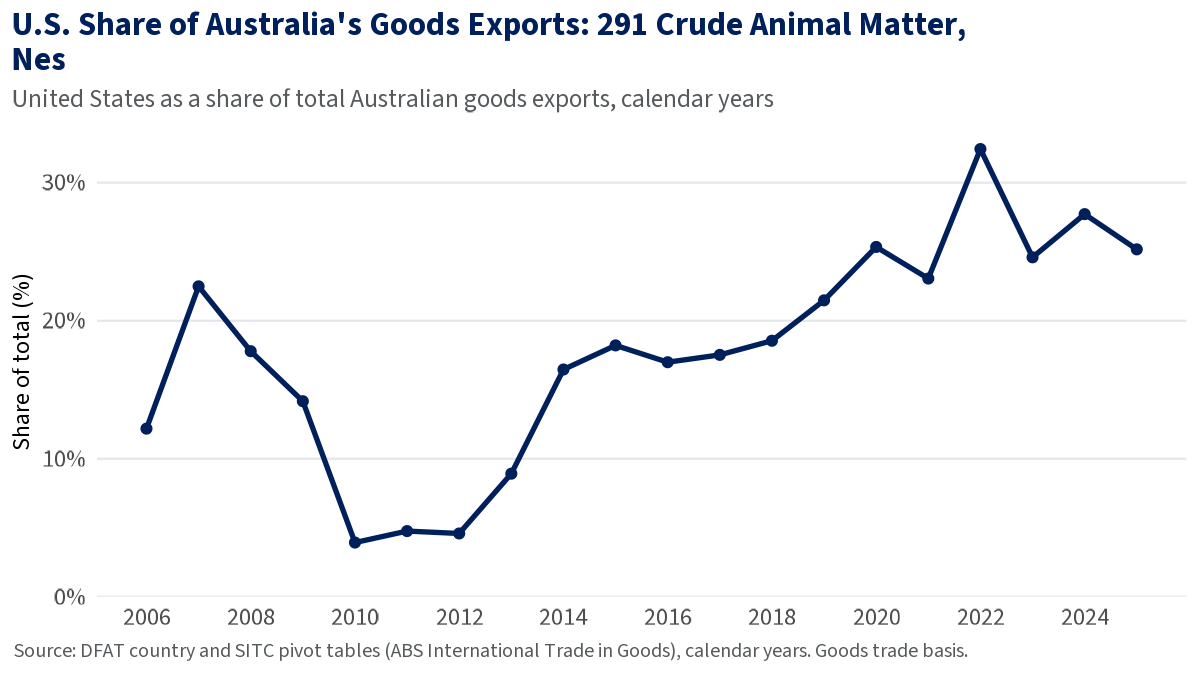 U.S. Share of Australia's Goods Exports: 291 Crude Animal Matter,
Nes
United States as a share of total Australian goods exports, calendar years
Share of total (%)
30%
20%
10%
0%
2006 2008 2010 2012 2014 2016 2018 2020 2022 2024
Source: DFAT country and SITC pivot tables (ABS International Trade in Goods), calendar years. Goods trade basis.